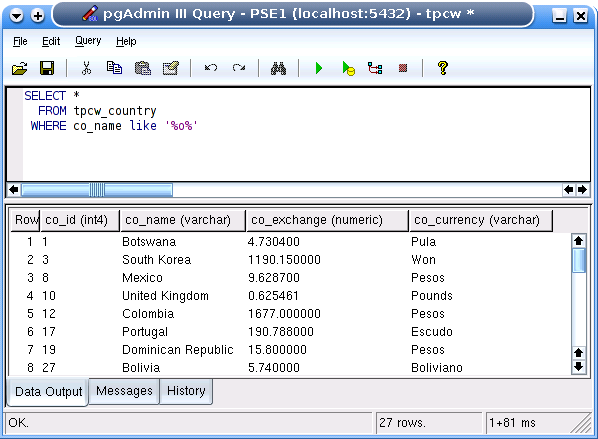 pgAdmin III Query - PSE1 (localhost:5432) - tpcw *
File Edit Query Help
SELECT *
FROM tpcw_country
WHERE co_name like '%o%'
Row co_id (int4) co_name (varchar) co_exchange (numeric) co_currency (varchar)
1 1 Botswana 4.730400 Pula
2 3 South Korea 1190.150000 Won
3 8 Mexico 9.628700 Pesos
4 10 United Kingdom 0.625461 Pounds
5 12 Colombia 1677.000000 Pesos
6 17 Portugal 190.788000 Escudo
7 19 Dominican Republic 15.800000 Pesos
8 27 Bolivia 5.740000 Boliviano
Data Output Messages History
OK. 27 rows. 1+81 ms